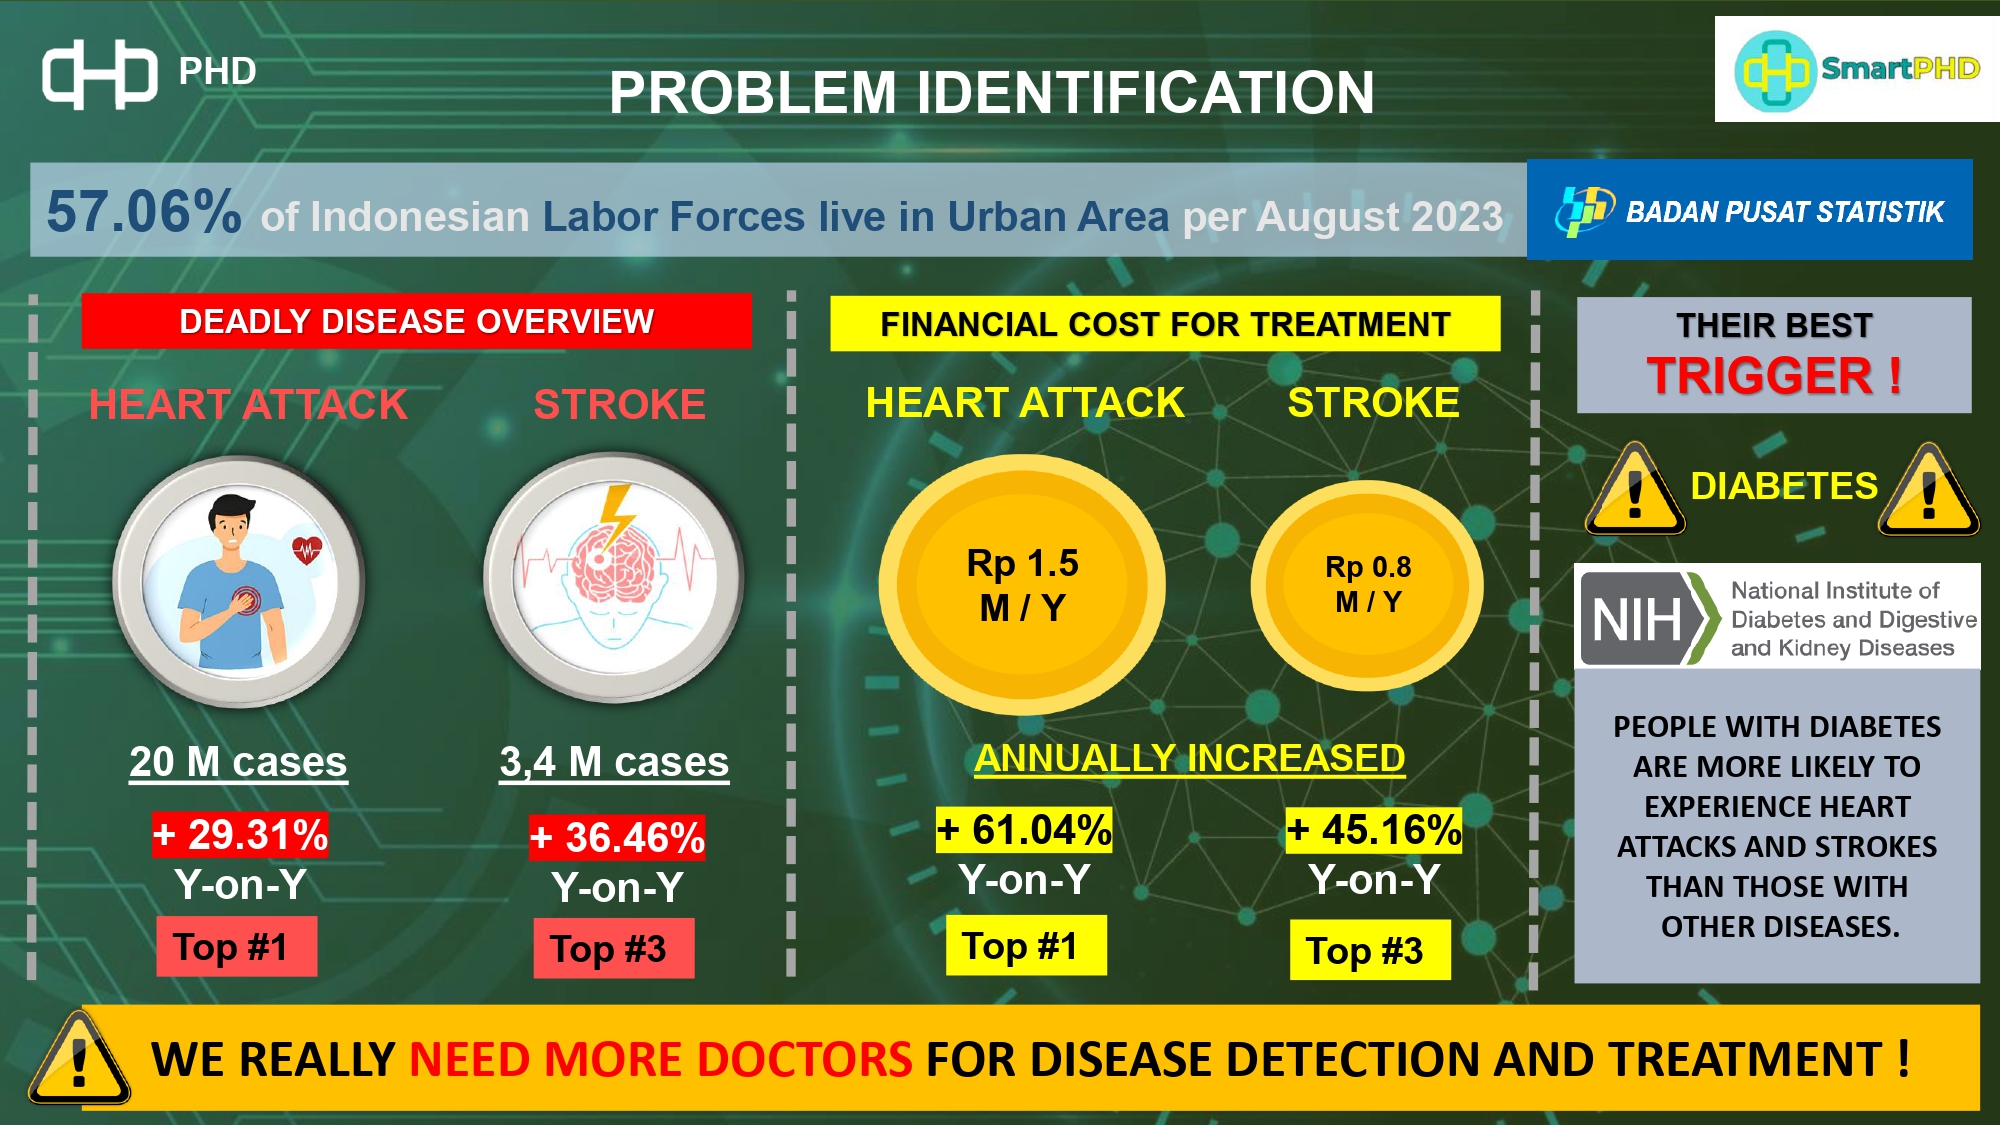 PHD
PROBLEM IDENTIFICATION
SmartPHD
57.06% of Indonesian Labor Forces live in Urban Area per August 2023
BADAN PUSAT STATISTIK
DEADLY DISEASE OVERVIEW
HEART ATTACK
STROKE
20 M cases
3,4 M cases
+ 29.31%
Y-on-Y
Top #1
+ 36.46%
Y-on-Y
Top #3
FINANCIAL COST FOR TREATMENT
HEART ATTACK
STROKE
Rp 1.5
M / Y
Rp 0.8
M / Y
ANNUALLY INCREASED
+ 61.04%
Y-on-Y
Top #1
+ 45.16%
Y-on-Y
Top #3
THEIR BEST
TRIGGER !
DIABETES
NIH
National Institute of
Diabetes and Digestive
and Kidney Diseases
PEOPLE WITH DIABETES
ARE MORE LIKELY TO
EXPERIENCE HEART
ATTACKS AND STROKES
THAN THOSE WITH
OTHER DISEASES.
WE REALLY NEED MORE DOCTORS FOR DISEASE DETECTION AND TREATMENT !